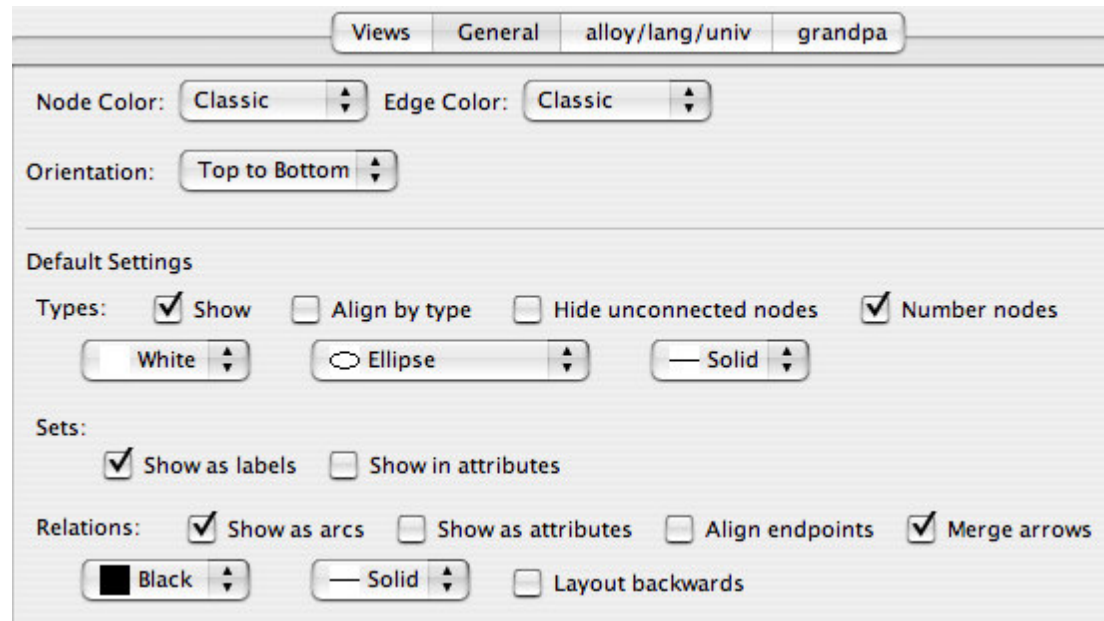 Views General alloy/lang/univ grandpa
Node Color: Classic Edge Color: Classic
Orientation: Top to Bottom
Default Settings
Types: Show Align by type Hide unconnected nodes Number nodes
White Ellipse Solid
Sets:
Show as labels Show in attributes
Relations: Show as arcs Show as attributes Align endpoints Merge arrows
Black Solid Layout backwards